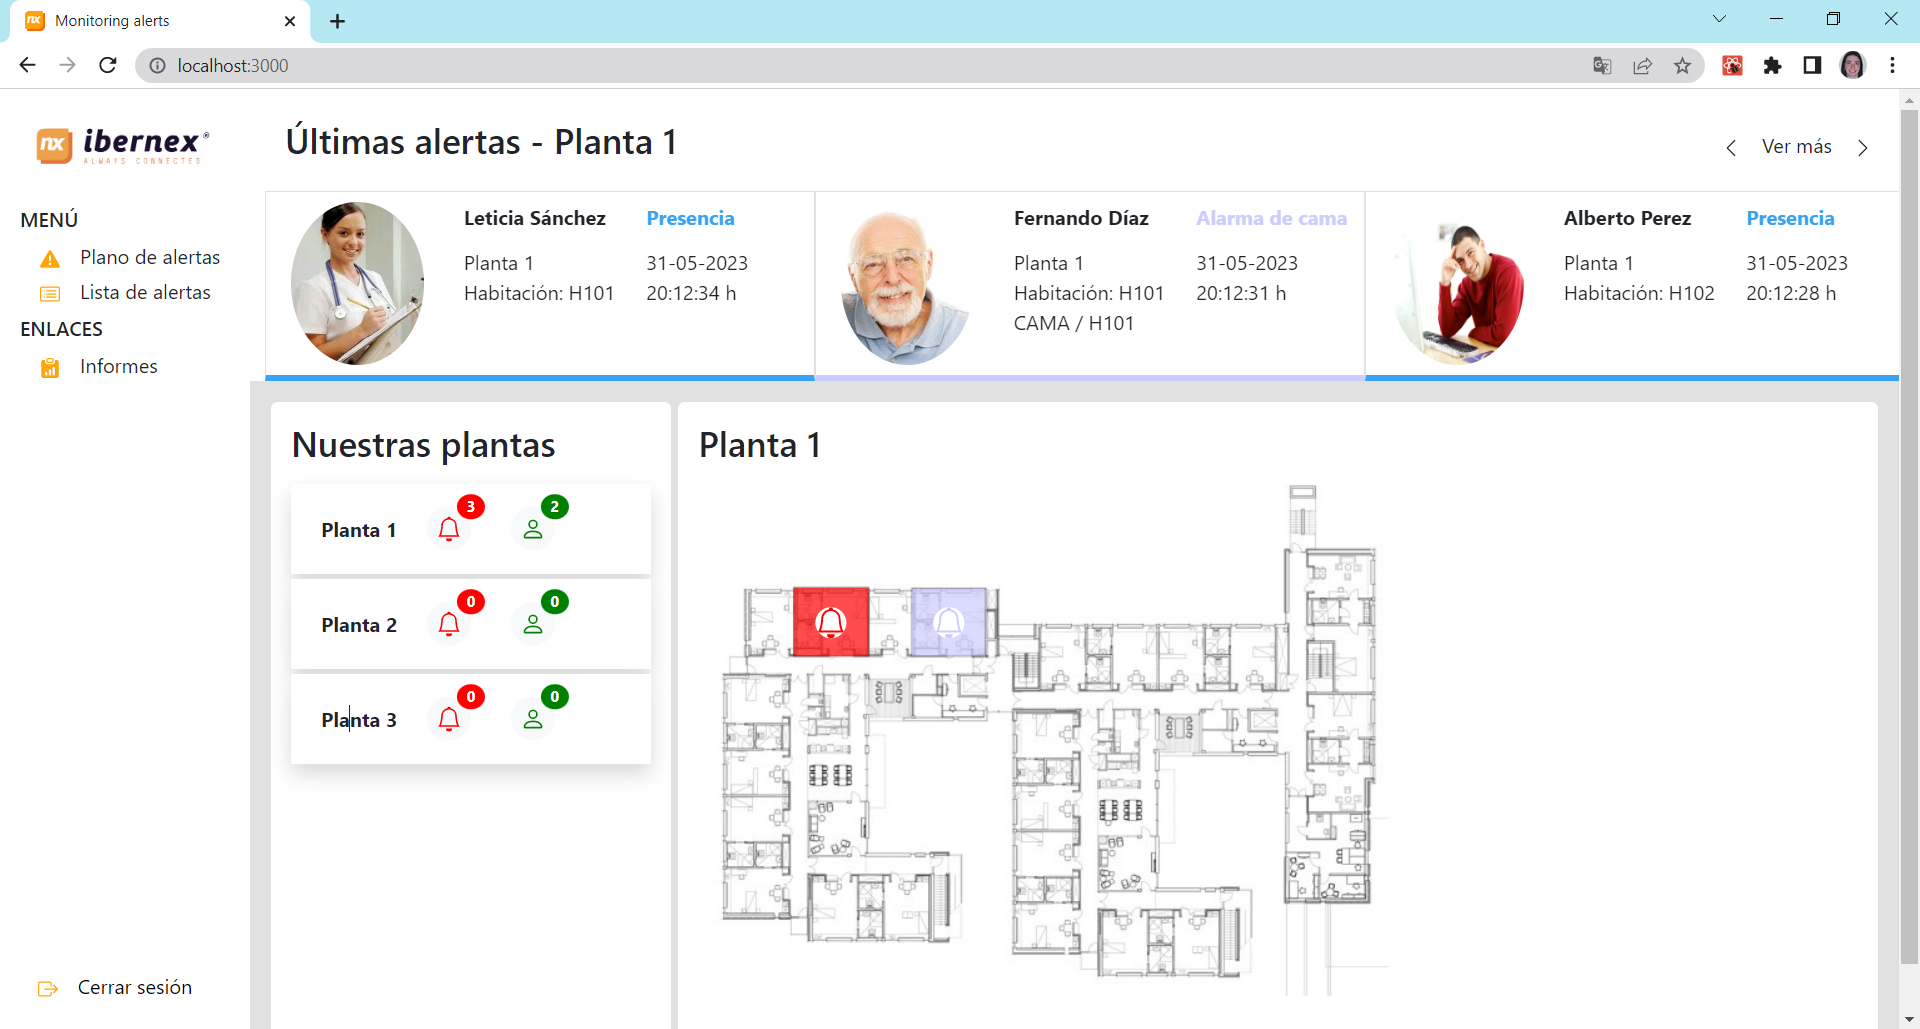 nx
Monitoring alerts
localhost:3000
nx ibernex®
ALWAYS CONNECTED
Últimas alertas - Planta 1
Ver más
MENÚ
Plano de alertas
Lista de alertas
ENLACES
Informes
Cerrar sesión
Leticia Sánchez Presencia
Planta 1 31-05-2023
Habitación: H101 20:12:34 h
Fernando Díaz Alarma de cama
Planta 1 31-05-2023
Habitación: H101 20:12:31 h
CAMA / H101
Alberto Perez Presencia
Planta 1 31-05-2023
Habitación: H102 20:12:28 h
Nuestras plantas
Planta 1 3 2
Planta 2 0 0
Planta 3 0 0
Planta 1